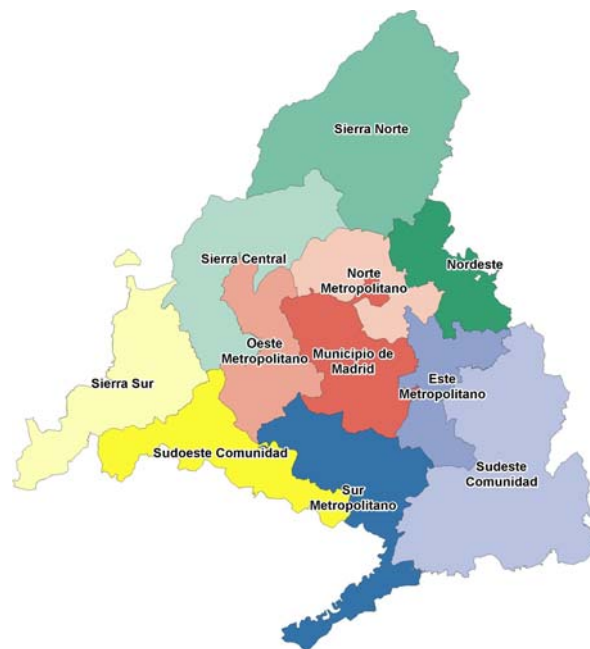 Sierra Norte
Sierra Central
Nordeste
Norte
Metropolitano
Oeste
Metropolitano
Municipio de
Madrid
Este
Metropolitano
Sierra Sur
Sudoeste Comunidad
Sudeste
Comunidad
Sur
Metropolitano